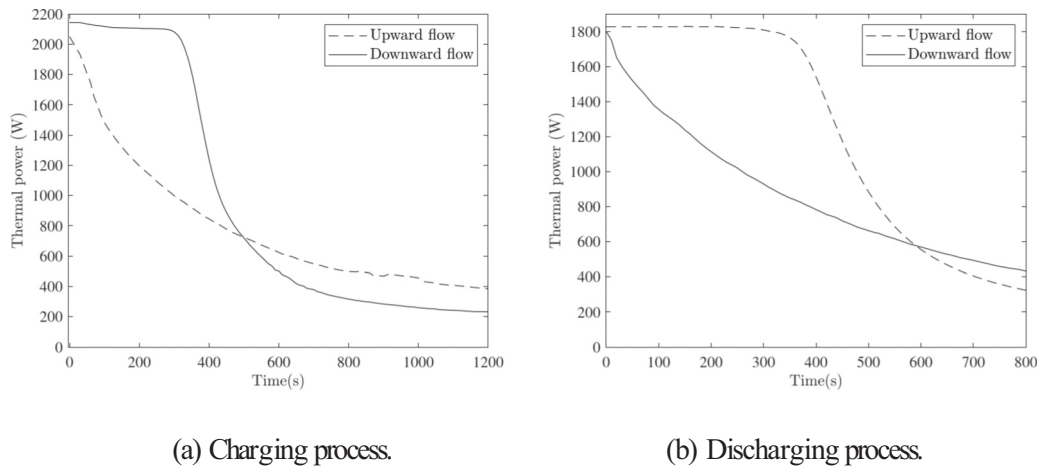 2200
2000
1800
1600
1400
1200
1000
800
600
400
200
0
Thermal power (W)
0 200 400 600 800 1000 1200
Time(s)
Upward flow
Downward flow
(a) Charging process.
1800
1600
1400
1200
1000
800
600
400
200
0
Thermal power (W)
0 100 200 300 400 500 600 700 800
Time(s)
Upward flow
Downward flow
(b) Discharging process.